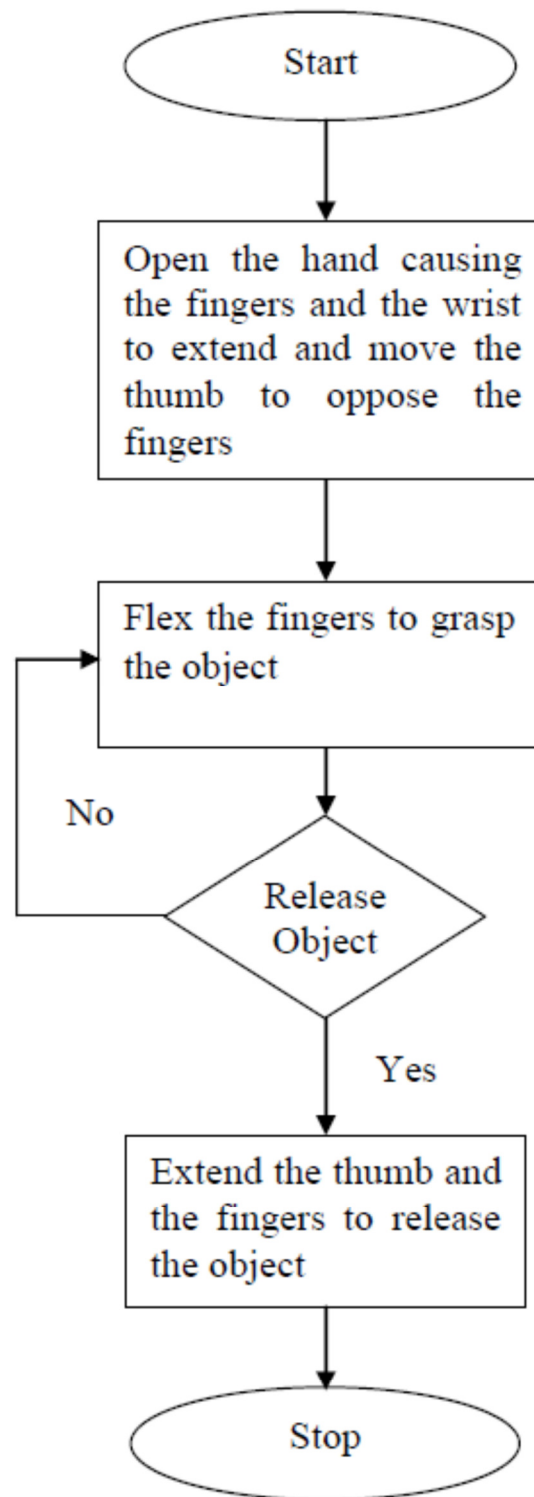 Start
Open the hand causing
the fingers and the wrist
to extend and move the
thumb to oppose the
fingers
Flex the fingers to grasp
the object
No
Release
Object
Yes
Extend the thumb and
the fingers to release
the object
Stop